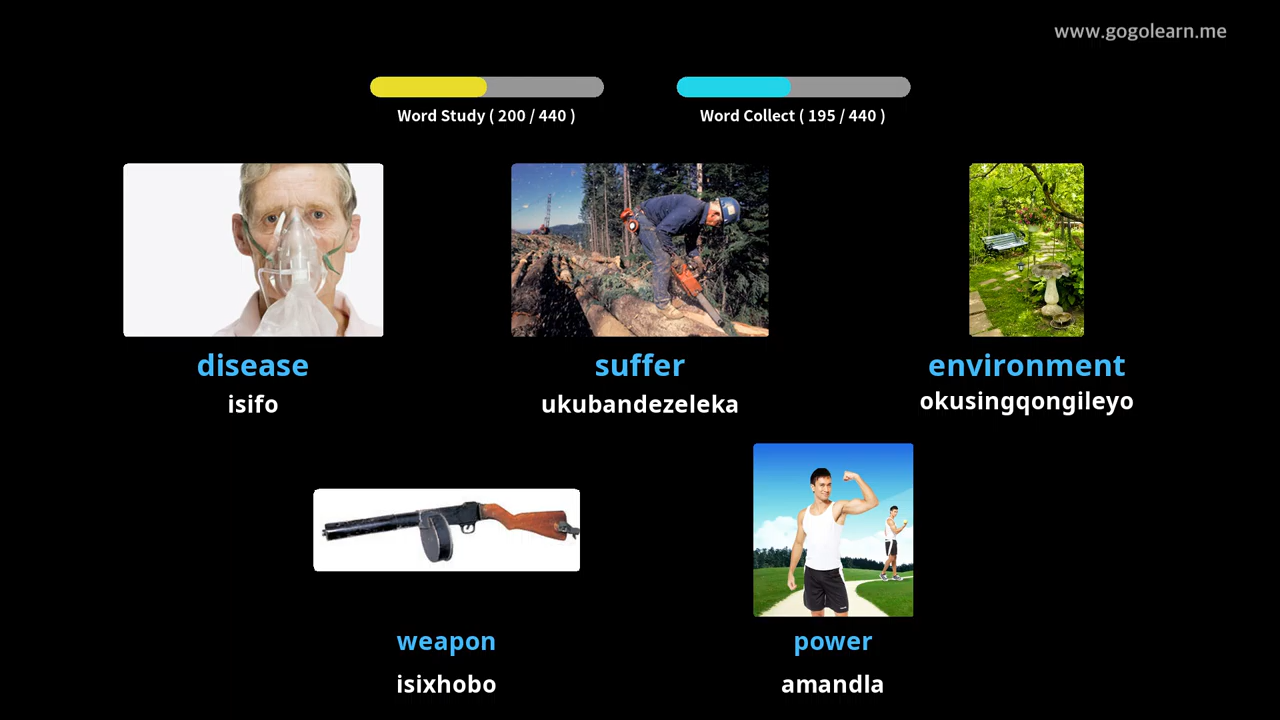 www.gogolearn.me
Word Study ( 200 / 440 )
Word Collect ( 195 / 440 )
disease
suffer
environment
isifo
ukubandezeleka
okusingqongileyo
weapon
power
isixhobo
amandla